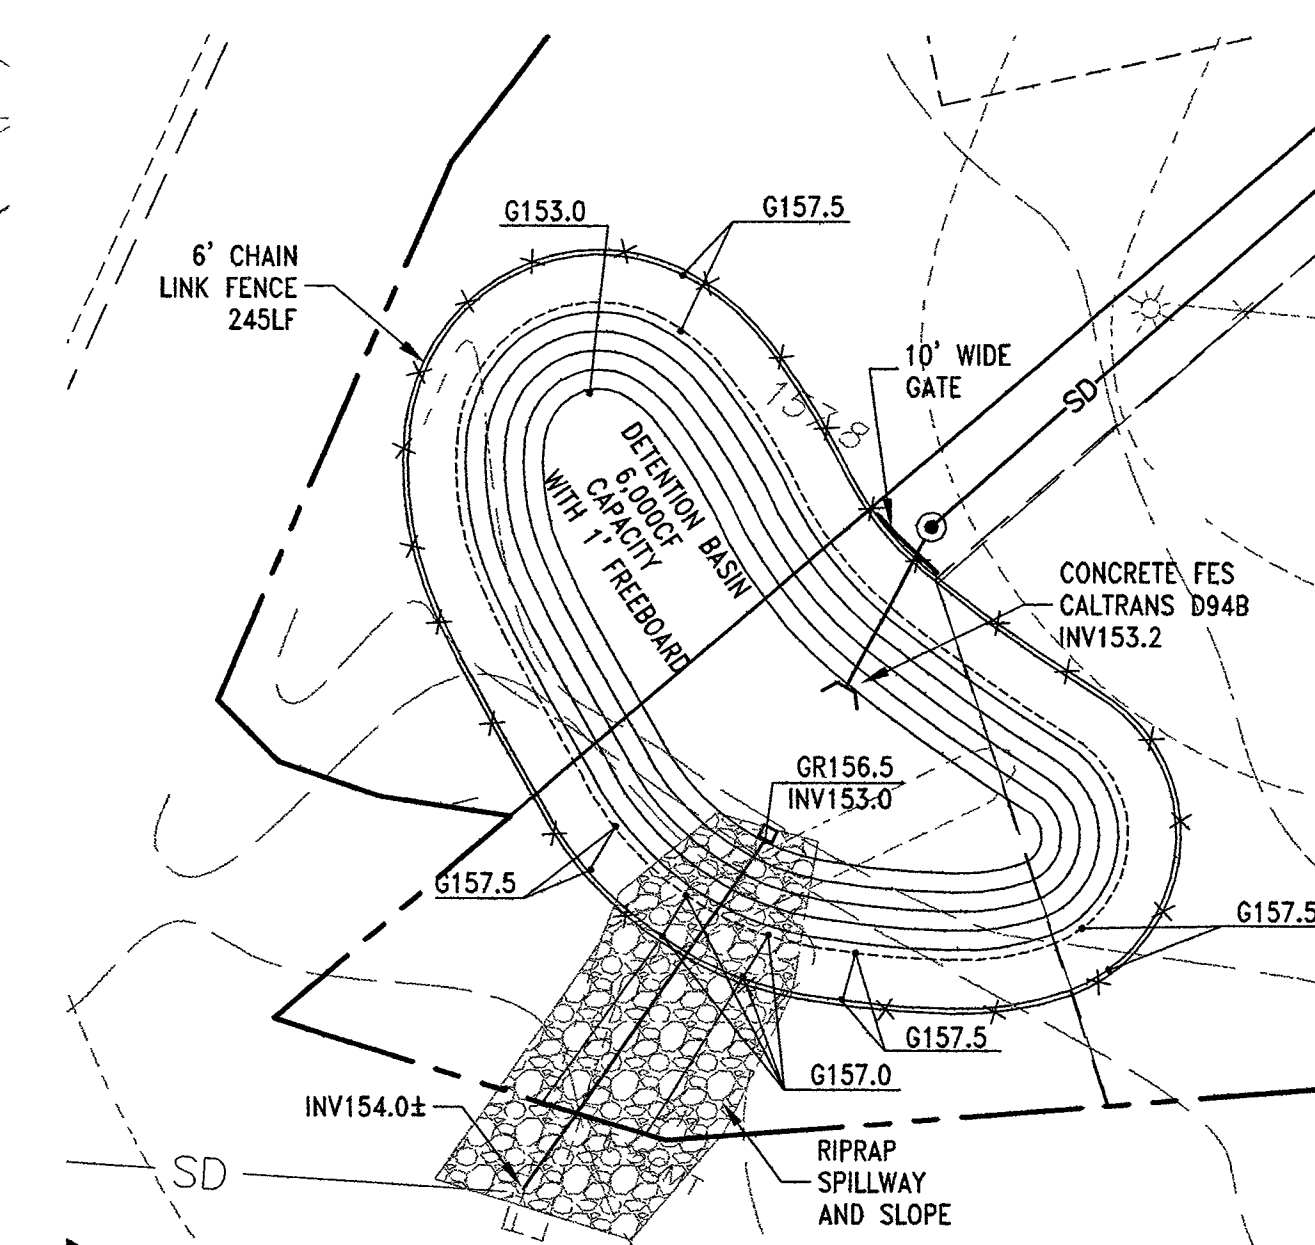 G153.0
G157.5
6' CHAIN
LINK FENCE
245LF
10' WIDE
GATE
SD
157.8
DETENTION BASIN
6,000CF
CAPACITY
WITH 1' FREEBOARD
CONCRETE FES
CALTRANS D94B
INV153.2
GR156.5
INV153.0
G157.5
G157.5
G157.5
G157.0
INV154.0±
SD
RIPRAP
SPILLWAY
AND SLOPE